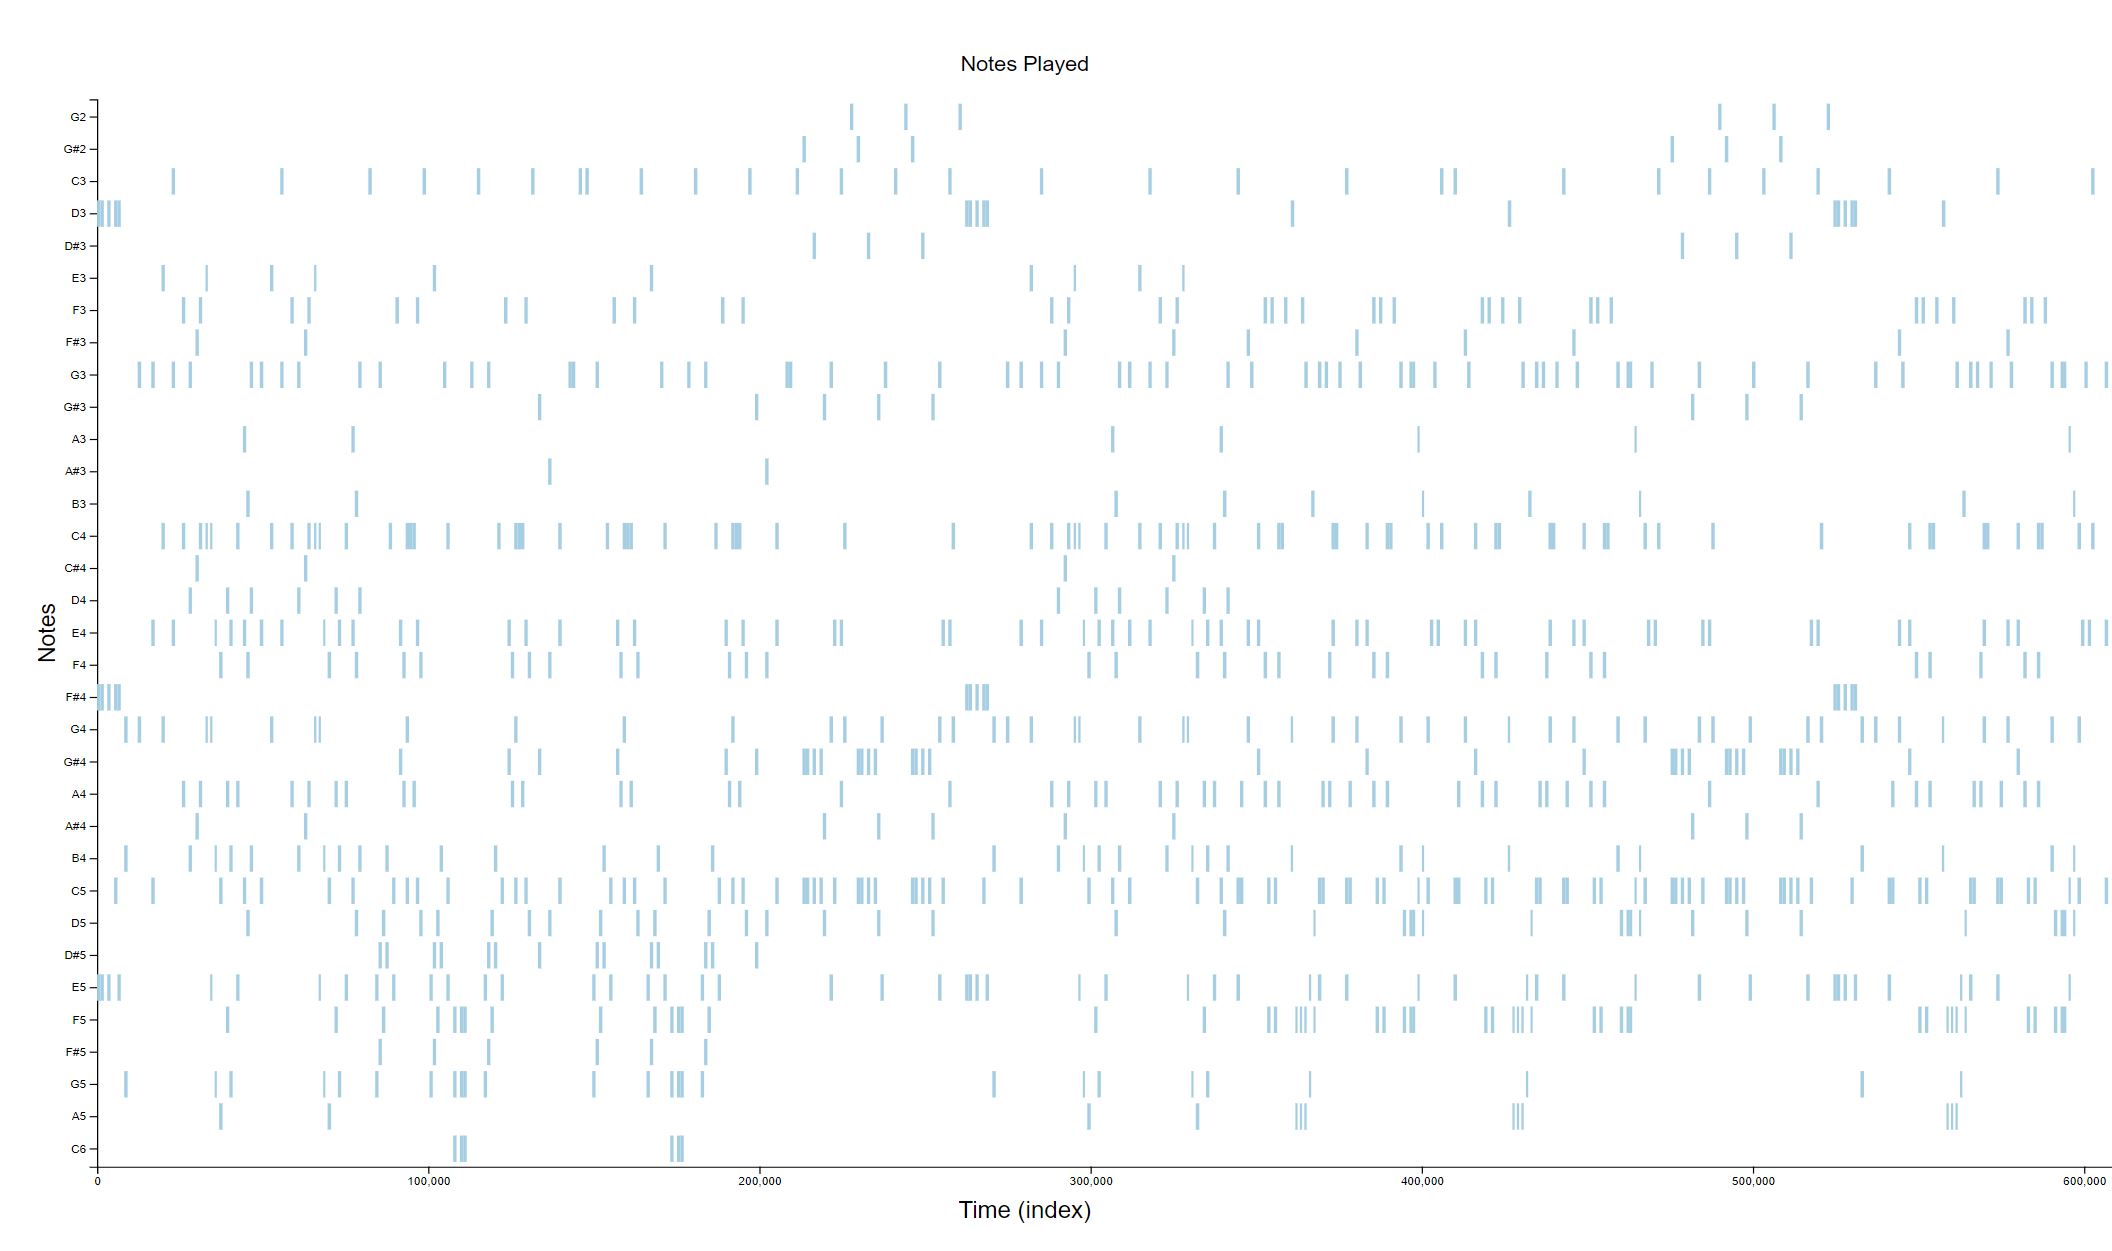 Notes Played
G2
G#2
C3
D3
D#3
E3
F3
F#3
G3
G#3
A3
A#3
B3
C4
C#4
D4
E4
F4
F#4
G4
G#4
A4
A#4
B4
C5
D5
D#5
E5
F5
F#5
G5
A5
C6
Notes
0 100,000 200,000 300,000 400,000 500,000 600,000
Time (index)